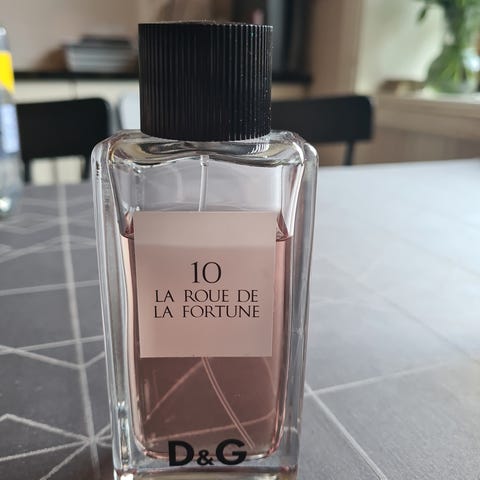 10
LA ROUE DE
LA FORTUNE
D&G